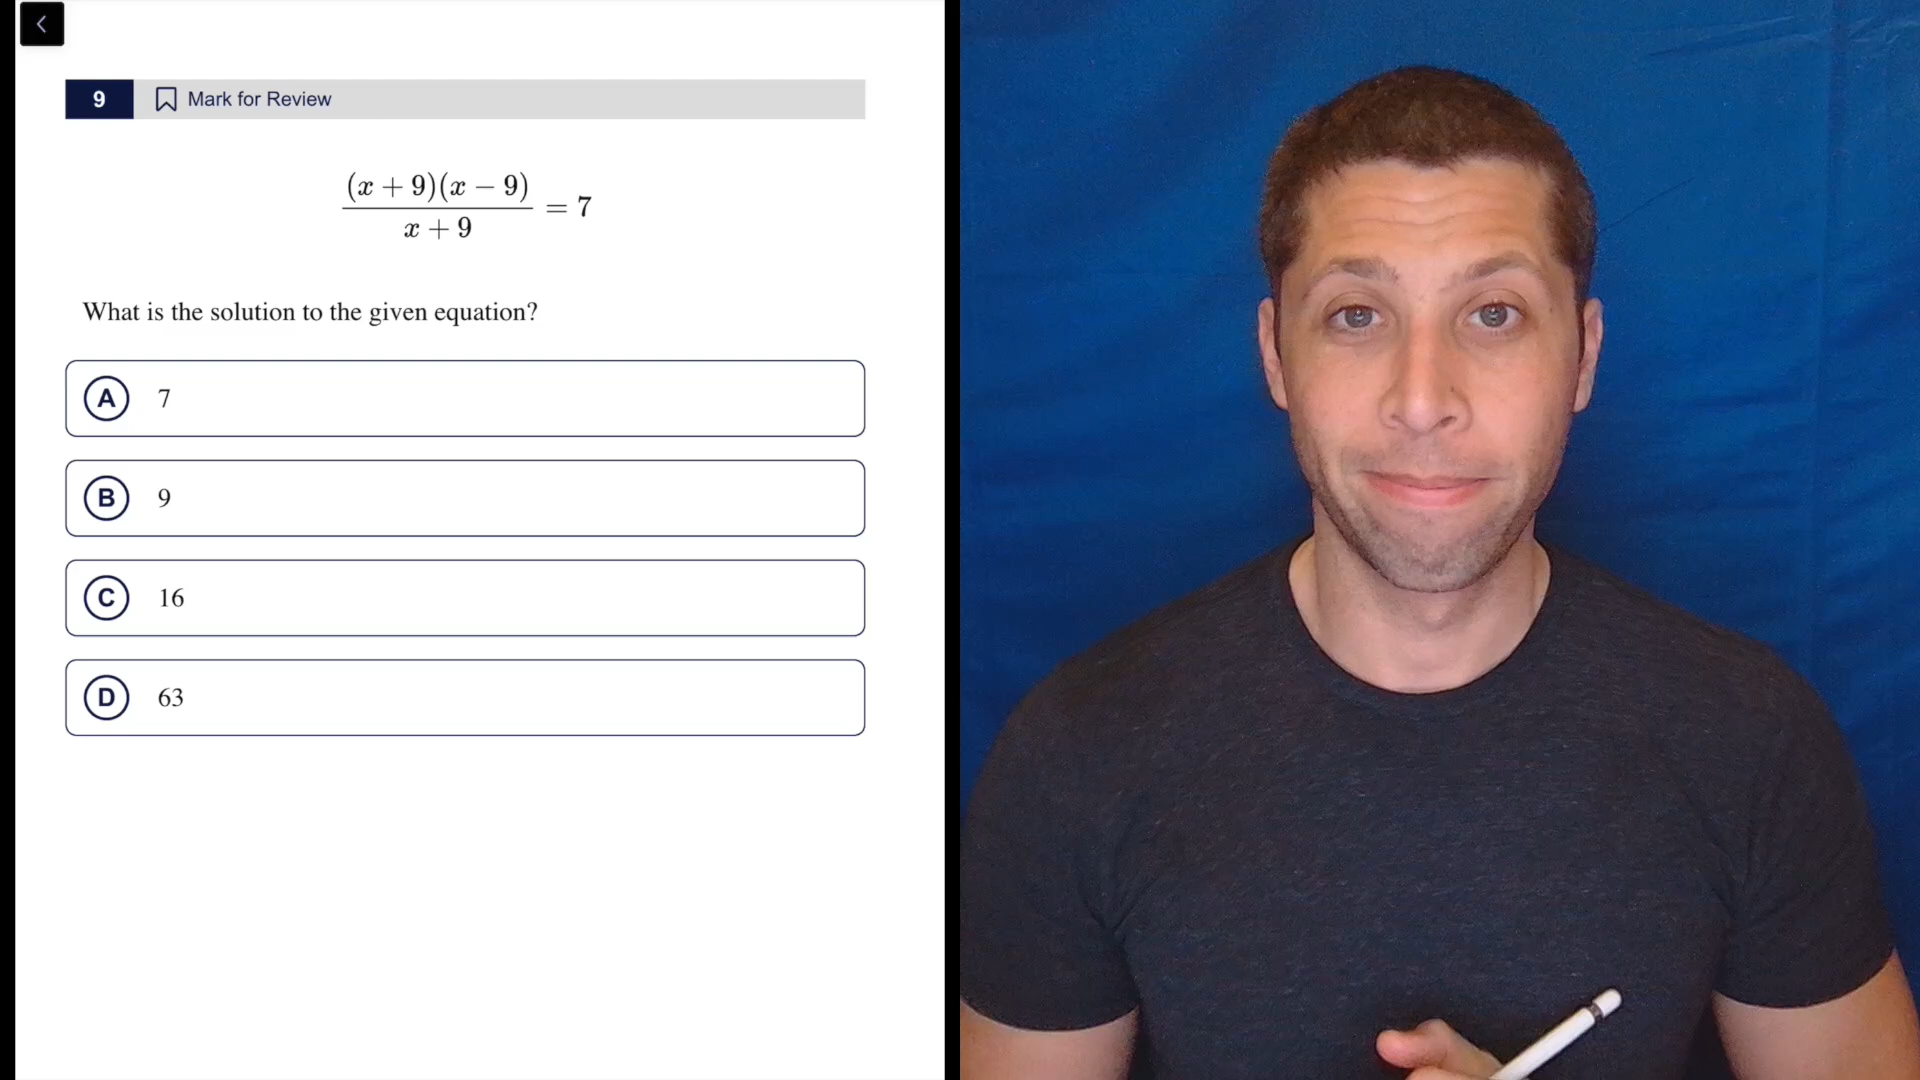 9 Mark for Review
(x + 9)(x − 9)
x + 9
= 7
What is the solution to the given equation?
A 7
B 9
C 16
D 63